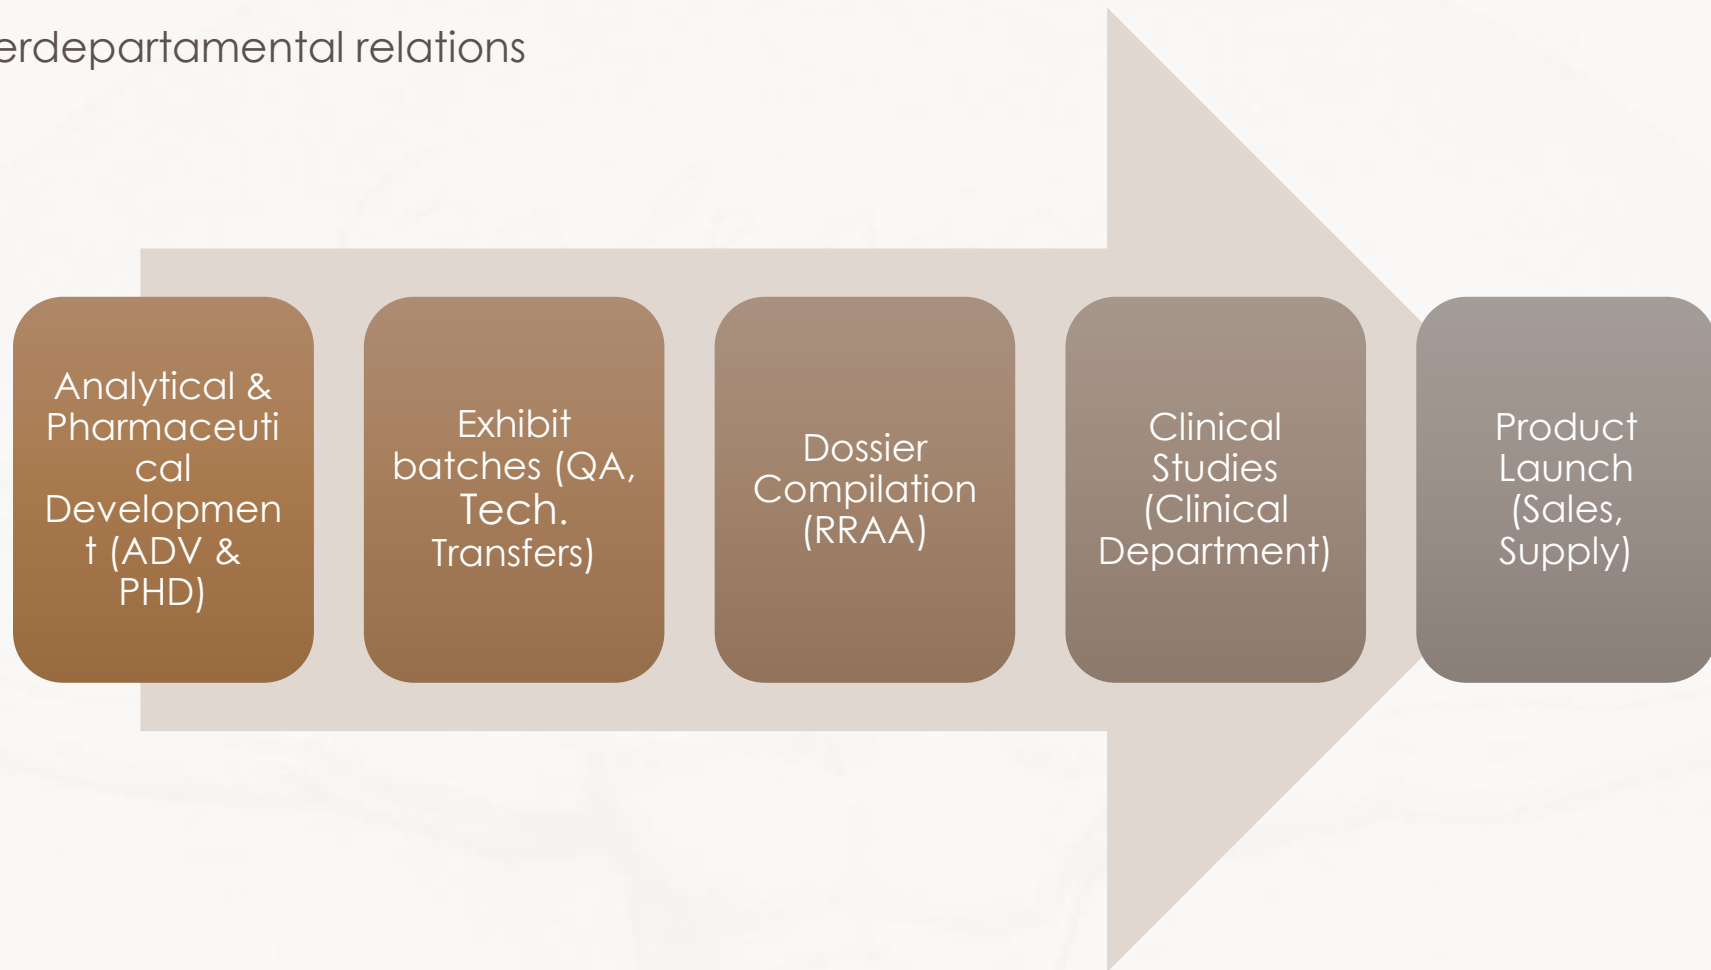 erdepartamental relations
Analytical &
Pharmaceuti
cal
Developmen
t (ADV &
PHD)
Exhibit
batches (QA,
Tech.
Transfers)
Dossier
Compilation
(RRAA)
Clinical
Studies
(Clinical
Department)
Product
Launch
(Sales,
Supply)